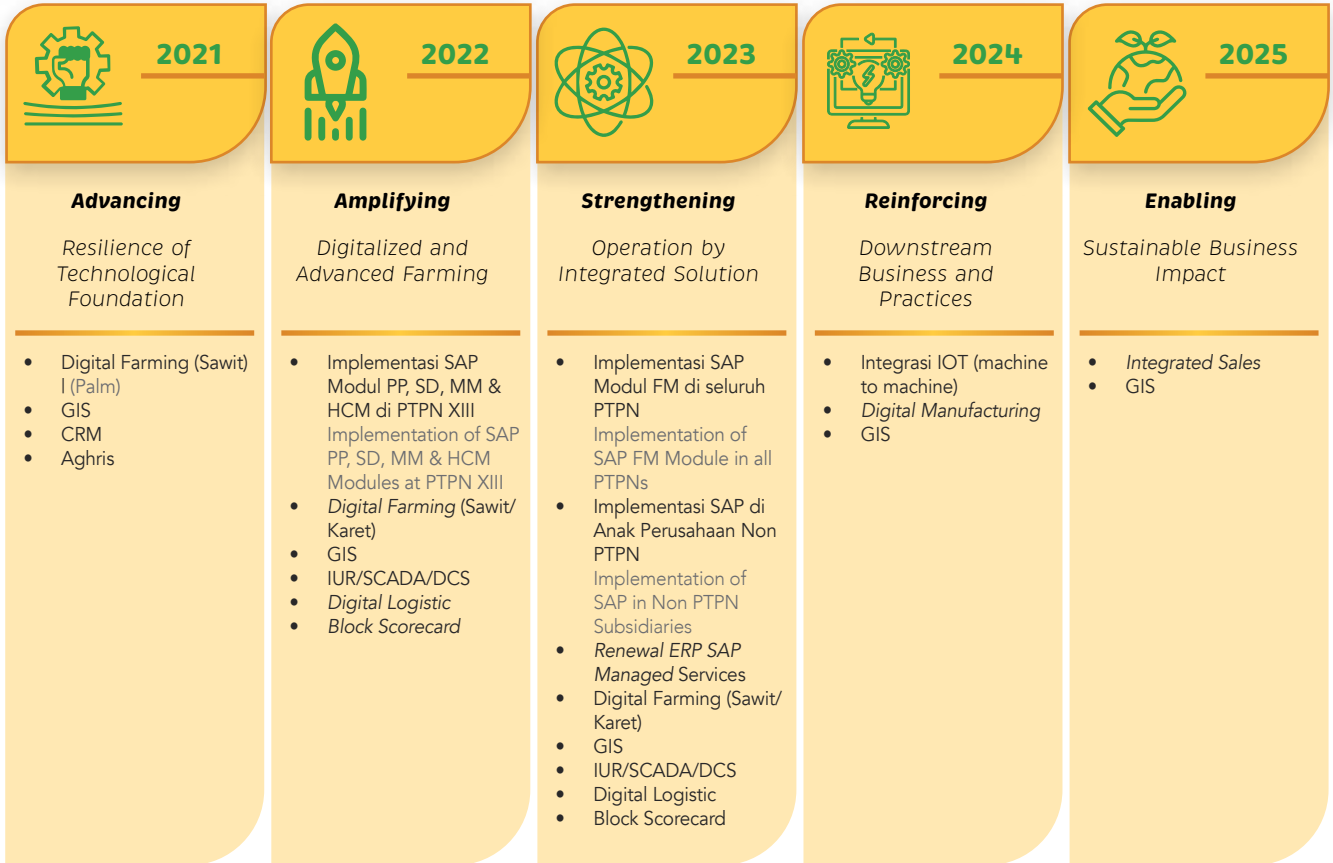 2021
Advancing
Resilience of
Technological
Foundation
• Digital Farming (Sawit)
l (Palm)
• GIS
• CRM
• Aghris
2022
Amplifying
Digitalized and
Advanced Farming
• Implementasi SAP
Modul PP, SD, MM &
HCM di PTPN XIII
Implementation of SAP
PP, SD, MM & HCM
Modules at PTPN XIII
• Digital Farming (Sawit/
Karet)
• GIS
• IUR/SCADA/DCS
• Digital Logistic
• Block Scorecard
2023
Strengthening
Operation by
Integrated Solution
• Implementasi SAP
Modul FM di seluruh
PTPN
Implementation of
SAP FM Module in all
PTPNs
• Implementasi SAP di
Anak Perusahaan Non
PTPN
Implementation of
SAP in Non PTPN
Subsidiaries
• Renewal ERP SAP
Managed Services
• Digital Farming (Sawit/
Karet)
• GIS
• IUR/SCADA/DCS
• Digital Logistic
• Block Scorecard
2024
Reinforcing
Downstream
Business and
Practices
• Integrasi IOT (machine
to machine)
• Digital Manufacturing
• GIS
2025
Enabling
Sustainable Business
Impact
• Integrated Sales
• GIS